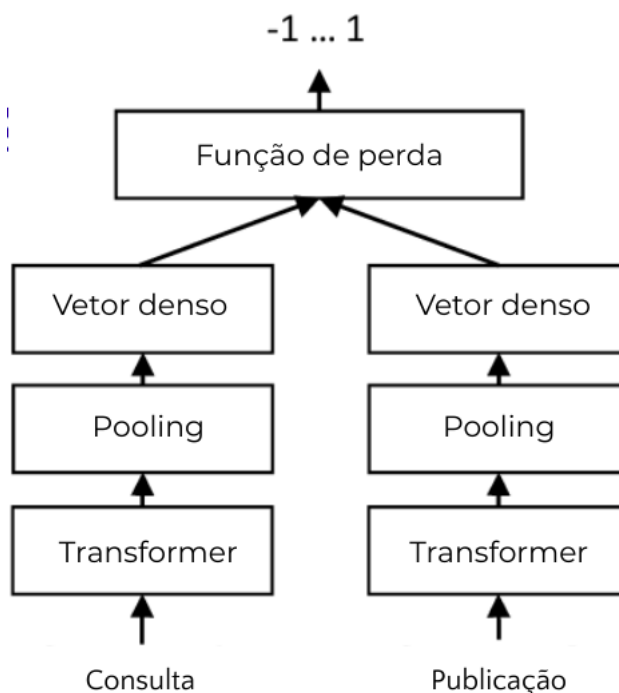 -1 ... 1
Função de perda
Vetor denso
Vetor denso
Pooling
Pooling
Transformer
Transformer
Consulta
Publicação